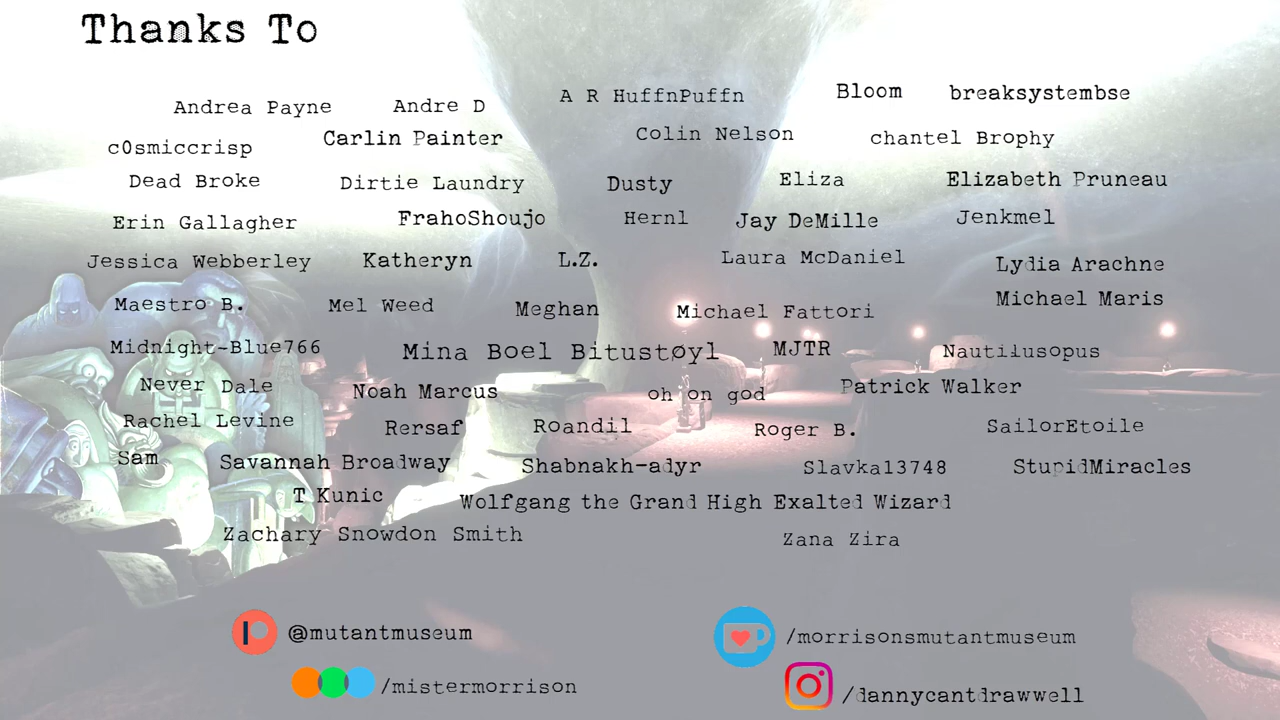 Thanks To
Andrea Payne Andre D A R HuffnPuffn Bloom breaksystembse
c0smiccrisp Carlin Painter Colin Nelson chantel Brophy
Dead Broke Dirtie Laundry Dusty Eliza Elizabeth Pruneau
Erin Gallagher FrahoShoujo Hernl Jay DeMille Jenkmel
Jessica Webberley Katheryn L.Z. Laura McDaniel Lydia Arachne
Maestro B. Mel Weed Meghan Michael Fattori Michael Maris
Midnight-Blue766 Mina Boel Bitustøyl MJTR Nautilusopus
Never Dale Noah Marcus oh on god Patrick Walker
Rachel Levine Rersaf Roandil Roger B. SailorEtoile
Sam Savannah Broadway Shabnakh-adyr Slavka13748 StupidMiracles
T Kunic Wolfgang the Grand High Exalted Wizard
Zachary Snowdon Smith Zana Zira
@mutantmuseum /morrisonsmutantmuseum
/mistermorrison /dannycantdrawwell